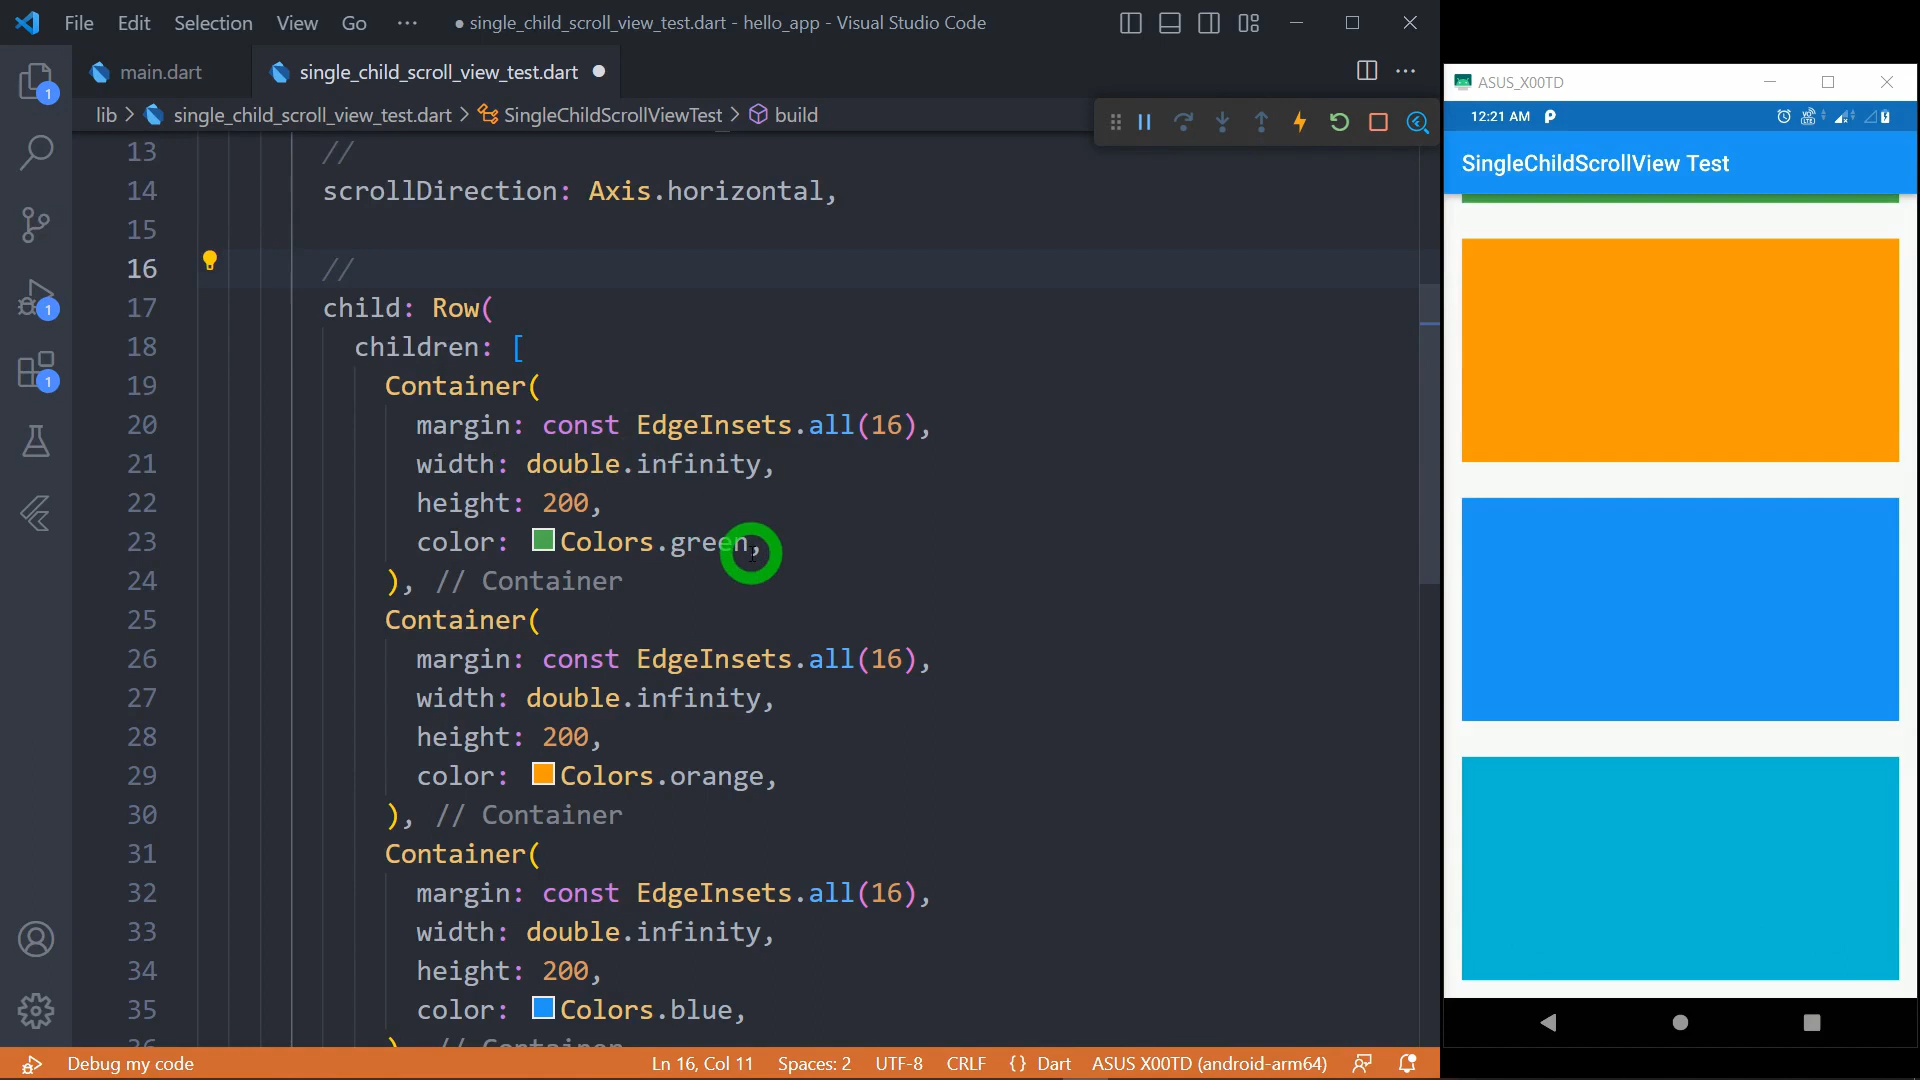 File Edit Selection View Go ··· ● single_child_scroll_view_test.dart - hello_app - Visual Studio Code
main.dart single_child_scroll_view_test.dart
lib > single_child_scroll_view_test.dart > SingleChildScrollViewTest > build
13 //
14 scrollDirection: Axis.horizontal,
15
16 //
17 child: Row(
18 children: [
19 Container(
20 margin: const EdgeInsets.all(16),
21 width: double.infinity,
22 height: 200,
23 color: Colors.green,
24 ), // Container
25 Container(
26 margin: const EdgeInsets.all(16),
27 width: double.infinity,
28 height: 200,
29 color: Colors.orange,
30 ), // Container
31 Container(
32 margin: const EdgeInsets.all(16),
33 width: double.infinity,
34 height: 200,
35 color: Colors.blue,
36 ), // Container
1
1
1
Debug my code Ln 16, Col 11 Spaces: 2 UTF-8 CRLF {} Dart ASUS X00TD (android-arm64)
ASUS_X00TD
12:21 AM
SingleChildScrollView Test